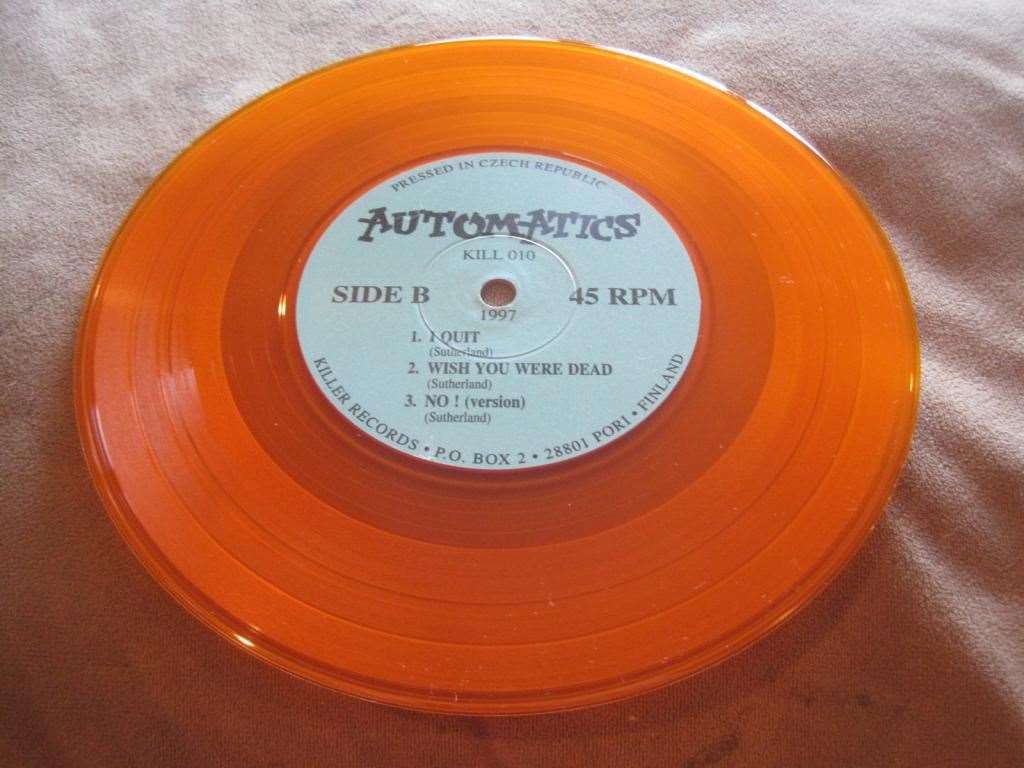 PRESSED IN CZECH REPUBLIC
AUTOMATICS
KILL 010
SIDE B 45 RPM
1997
1. I QUIT
(Sutherland)
2. WISH YOU WERE DEAD
(Sutherland)
3. NO ! (version)
(Sutherland)
KILLER RECORDS • P.O. BOX 2 • 28801 PORI • FINLAND